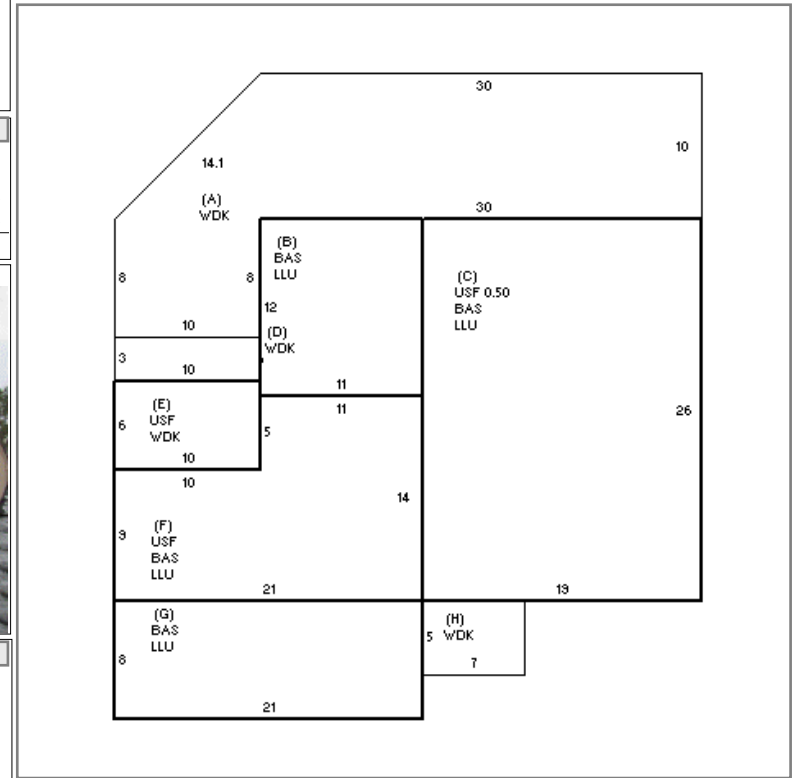 30
10
14.1
(A)
WDK
30
8
8
(B)
BAS
LLU
12
(C)
USF 0.50
BAS
LLU
10
3
(D)
WDK
10
11
11
(E)
USF
WDK
6
5
10
10
26
14
(F)
USF
BAS
LLU
9
21
19
(G)
BAS
LLU
8
(H)
WDK
5
7
21